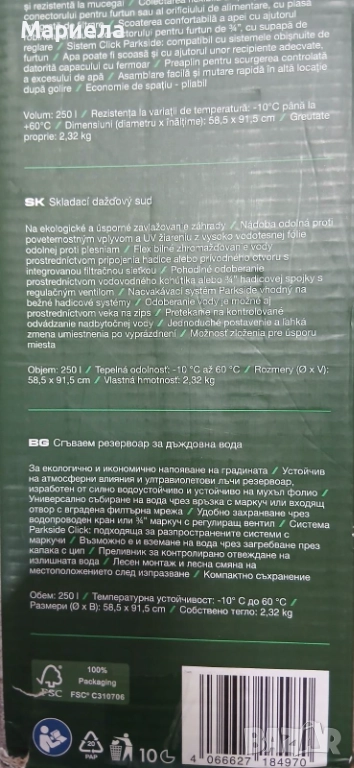 conectorului pentru furtun sau al orificiului de alimentare, cu plasa
Мариела
Scoaterea confortabilă a apei cu ajutorul
conectorului pentru furtun de ¾”, cu supapă de
reglare / Sistem Click Parkside: compatibil cu sistemele obișnuite de
furtun / Apa poate fi scoasă cu ajutorul unor recipiente adecvate,
datorită capacului cu fermoar / Preaplin pentru scurgerea controlată
a excesului de apă / Asamblare facilă și mutare rapidă în altă locație
după golire / Economie de spațiu - pliabil
Volum: 250 l / Rezistența la variații de temperatură: -10°C până la
+60°C / Dimensiuni (diametru x înălțime): 58,5 x 91,5 cm / Greutate
proprie: 2,32 kg
SK Skladací dažďový sud
Na ekologické a úsporné zavlažovanie záhrady / Nádoba odolná proti
poveternostným vplyvom a UV žiareniu z vysoko vodotesnej fólie
odolnej proti plesniam / Flexibilné zhromažďovanie vody
prostredníctvom pripojenia hadice alebo prívodného otvoru s
integrovanou filtračnou sieťkou / Pohodlné odoberanie
prostredníctvom vodovodného kohútika alebo ¾" hadicovej spojky s
regulačným ventilom / Nacvakávací systém Parkside vhodný na
bežné hadicové systémy / Odoberanie vody je možné aj
prostredníctvom veka na zips / Pretekanie na kontrolované
odvádzanie nadbytočnej vody / Jednoduché postavenie a ľahká
zmena umiestnenia po vyprázdnení / Možnosť zloženia pre úsporu
miesta
Objem: 250 l / Tepelná odolnosť: -10 °C až 60 °C / Rozmery (Ø x V):
58,5 x 91,5 cm / Vlastná hmotnosť: 2,32 kg
BG Сгъваем резервоар за дъждовна вода
За екологично и икономично напояване на градината / Устойчив
на атмосферни влияния и ултравиолетови лъчи резервоар,
изработен от силно водоустойчиво и устойчиво на мухъл фолио /
Универсално събиране на вода чрез връзка с маркуч или входящ
отвор с вградена филтърна мрежа / Удобно захранване чрез
водопроводен кран или ¾" маркуч с регулиращ вентил / Система
Parkside Click: подходяща за разпространените системи с
маркучи / Възможно е и вземане на вода чрез загребване през
капака с цип / Преливник за контролирано отвеждане на
излишната вода / Лесен монтаж и лесна смяна на
местоположението след изпразване / Компактно съхранение
Обем: 250 l / Температурна устойчивост: -10° C до 60 °C /
Размери (Ø x В): 58,5 x 91,5 cm / Собствено тегло: 2,32 kg
100%
Packaging
FSC® C310706
FSC
20
PAP
10
4 066627 184970
BAZAR